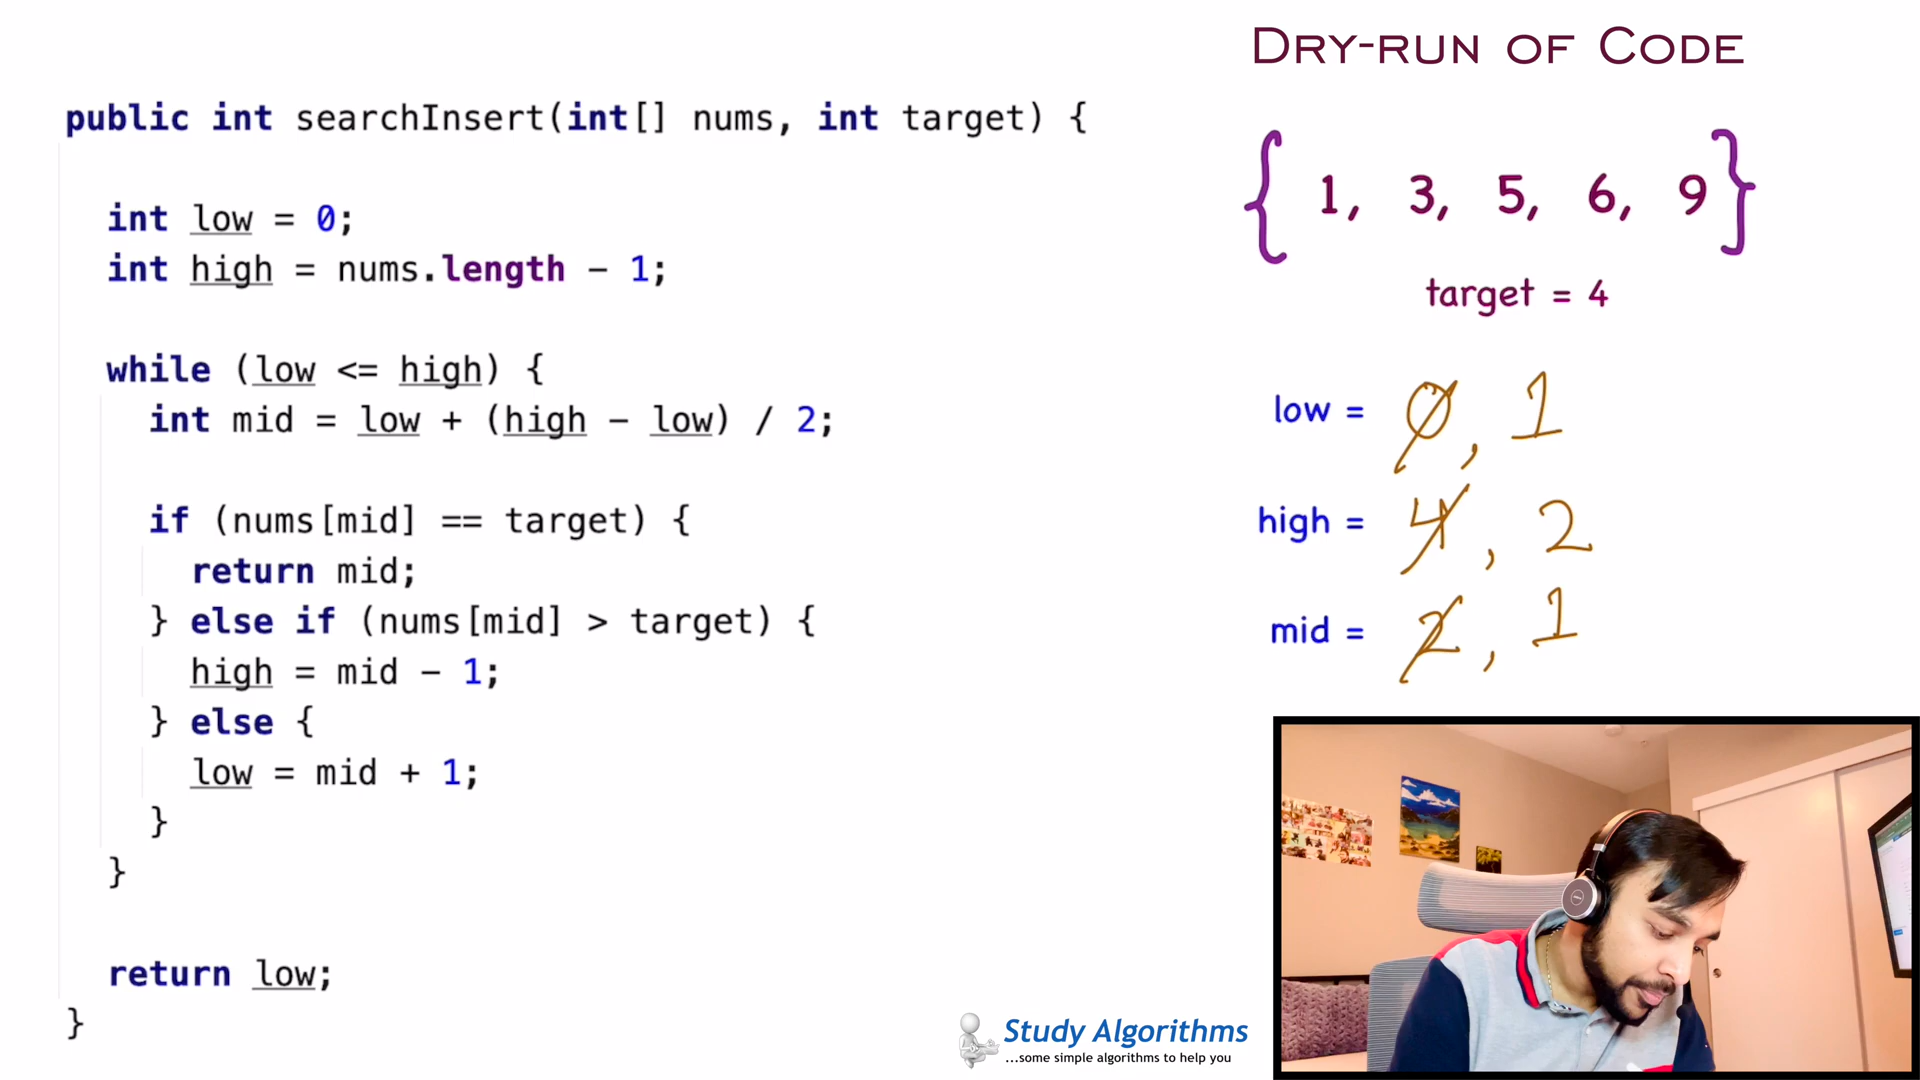 DRY-RUN OF CODE
public int searchInsert(int[] nums, int target) {
int low = 0;
int high = nums.length - 1;
while (low <= high) {
int mid = low + (high - low) / 2;
if (nums[mid] == target) {
return mid;
} else if (nums[mid] > target) {
high = mid - 1;
} else {
low = mid + 1;
}
}
return low;
}
{ 1, 3, 5, 6, 9 }
target = 4
low = 0, 1
high = 4, 2
mid = 2, 1
Study Algorithms
...some simple algorithms to help you